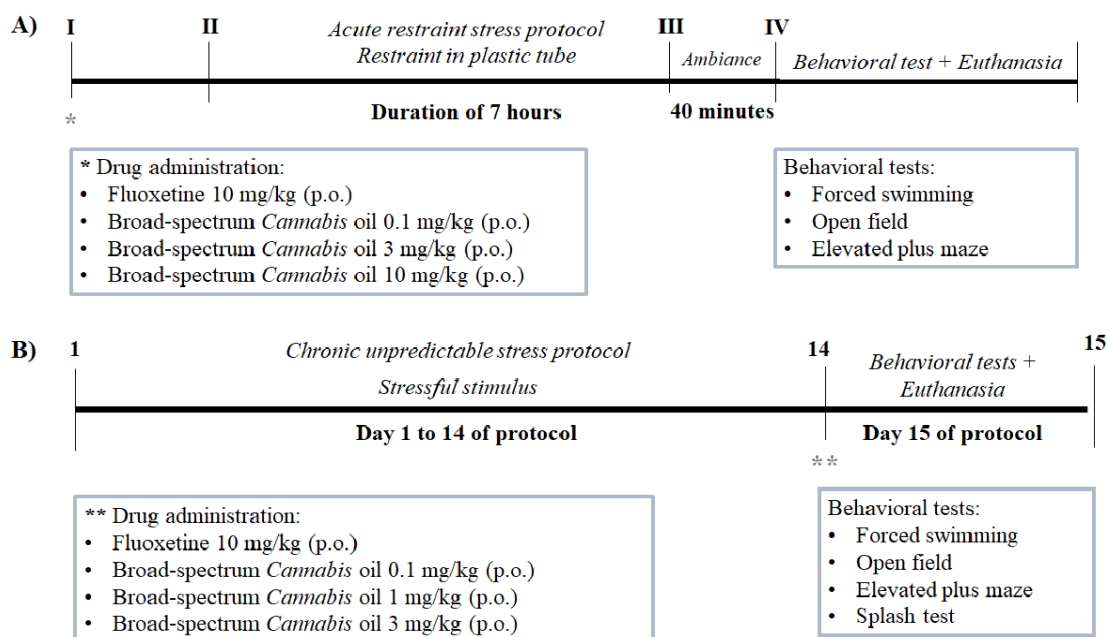 A) I II Acute restraint stress protocol III IV
Restraint in plastic tube Ambiance Behavioral test + Euthanasia
* Duration of 7 hours 40 minutes
* Drug administration:
• Fluoxetine 10 mg/kg (p.o.)
• Broad-spectrum Cannabis oil 0.1 mg/kg (p.o.)
• Broad-spectrum Cannabis oil 3 mg/kg (p.o.)
• Broad-spectrum Cannabis oil 10 mg/kg (p.o.)
Behavioral tests:
• Forced swimming
• Open field
• Elevated plus maze
B) 1 Chronic unpredictable stress protocol 14 Behavioral tests + 15
Stressful stimulus Euthanasia
Day 1 to 14 of protocol Day 15 of protocol
**
** Drug administration:
• Fluoxetine 10 mg/kg (p.o.)
• Broad-spectrum Cannabis oil 0.1 mg/kg (p.o.)
• Broad-spectrum Cannabis oil 1 mg/kg (p.o.)
• Broad-spectrum Cannabis oil 3 mg/kg (p.o.)
Behavioral tests:
• Forced swimming
• Open field
• Elevated plus maze
• Splash test